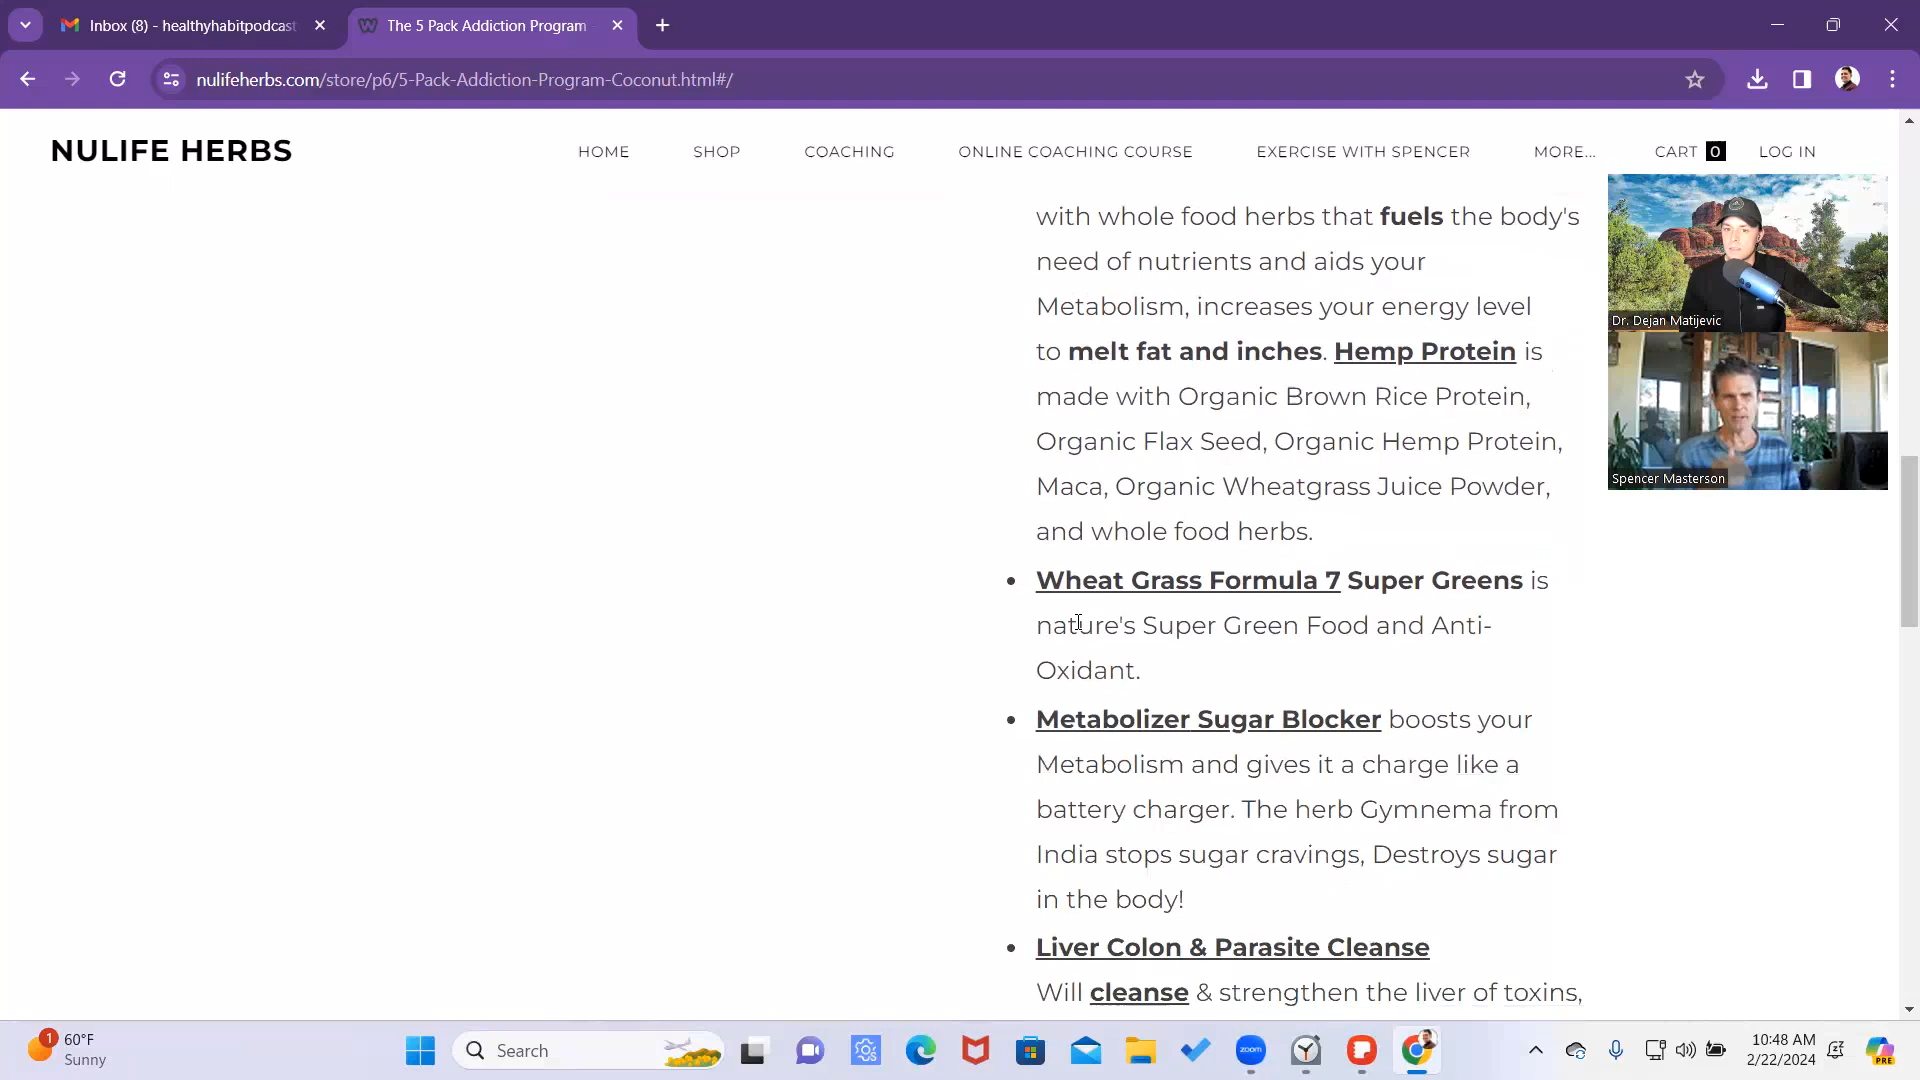 Inbox (8) - healthyhabitpodcast
The 5 Pack Addiction Program
nulifeherbs.com/store/p6/5-Pack-Addiction-Program-Coconut.html#/
NULIFE HERBS
HOME
SHOP
COACHING
ONLINE COACHING COURSE
EXERCISE WITH SPENCER
MORE...
CART 0
LOG IN
with whole food herbs that fuels the body's
need of nutrients and aids your
Metabolism, increases your energy level
to melt fat and inches. Hemp Protein is
made with Organic Brown Rice Protein,
Organic Flax Seed, Organic Hemp Protein,
Maca, Organic Wheatgrass Juice Powder,
and whole food herbs.
• Wheat Grass Formula 7 Super Greens is
nature's Super Green Food and Anti-
Oxidant.
• Metabolizer Sugar Blocker boosts your
Metabolism and gives it a charge like a
battery charger. The herb Gymnema from
India stops sugar cravings, Destroys sugar
in the body!
• Liver Colon & Parasite Cleanse
Will cleanse & strengthen the liver of toxins,
Dr. Dejan Matijevic
Spencer Masterson
1
60°F
Sunny
Search
zoom
10:48 AM
2/22/2024
PRE